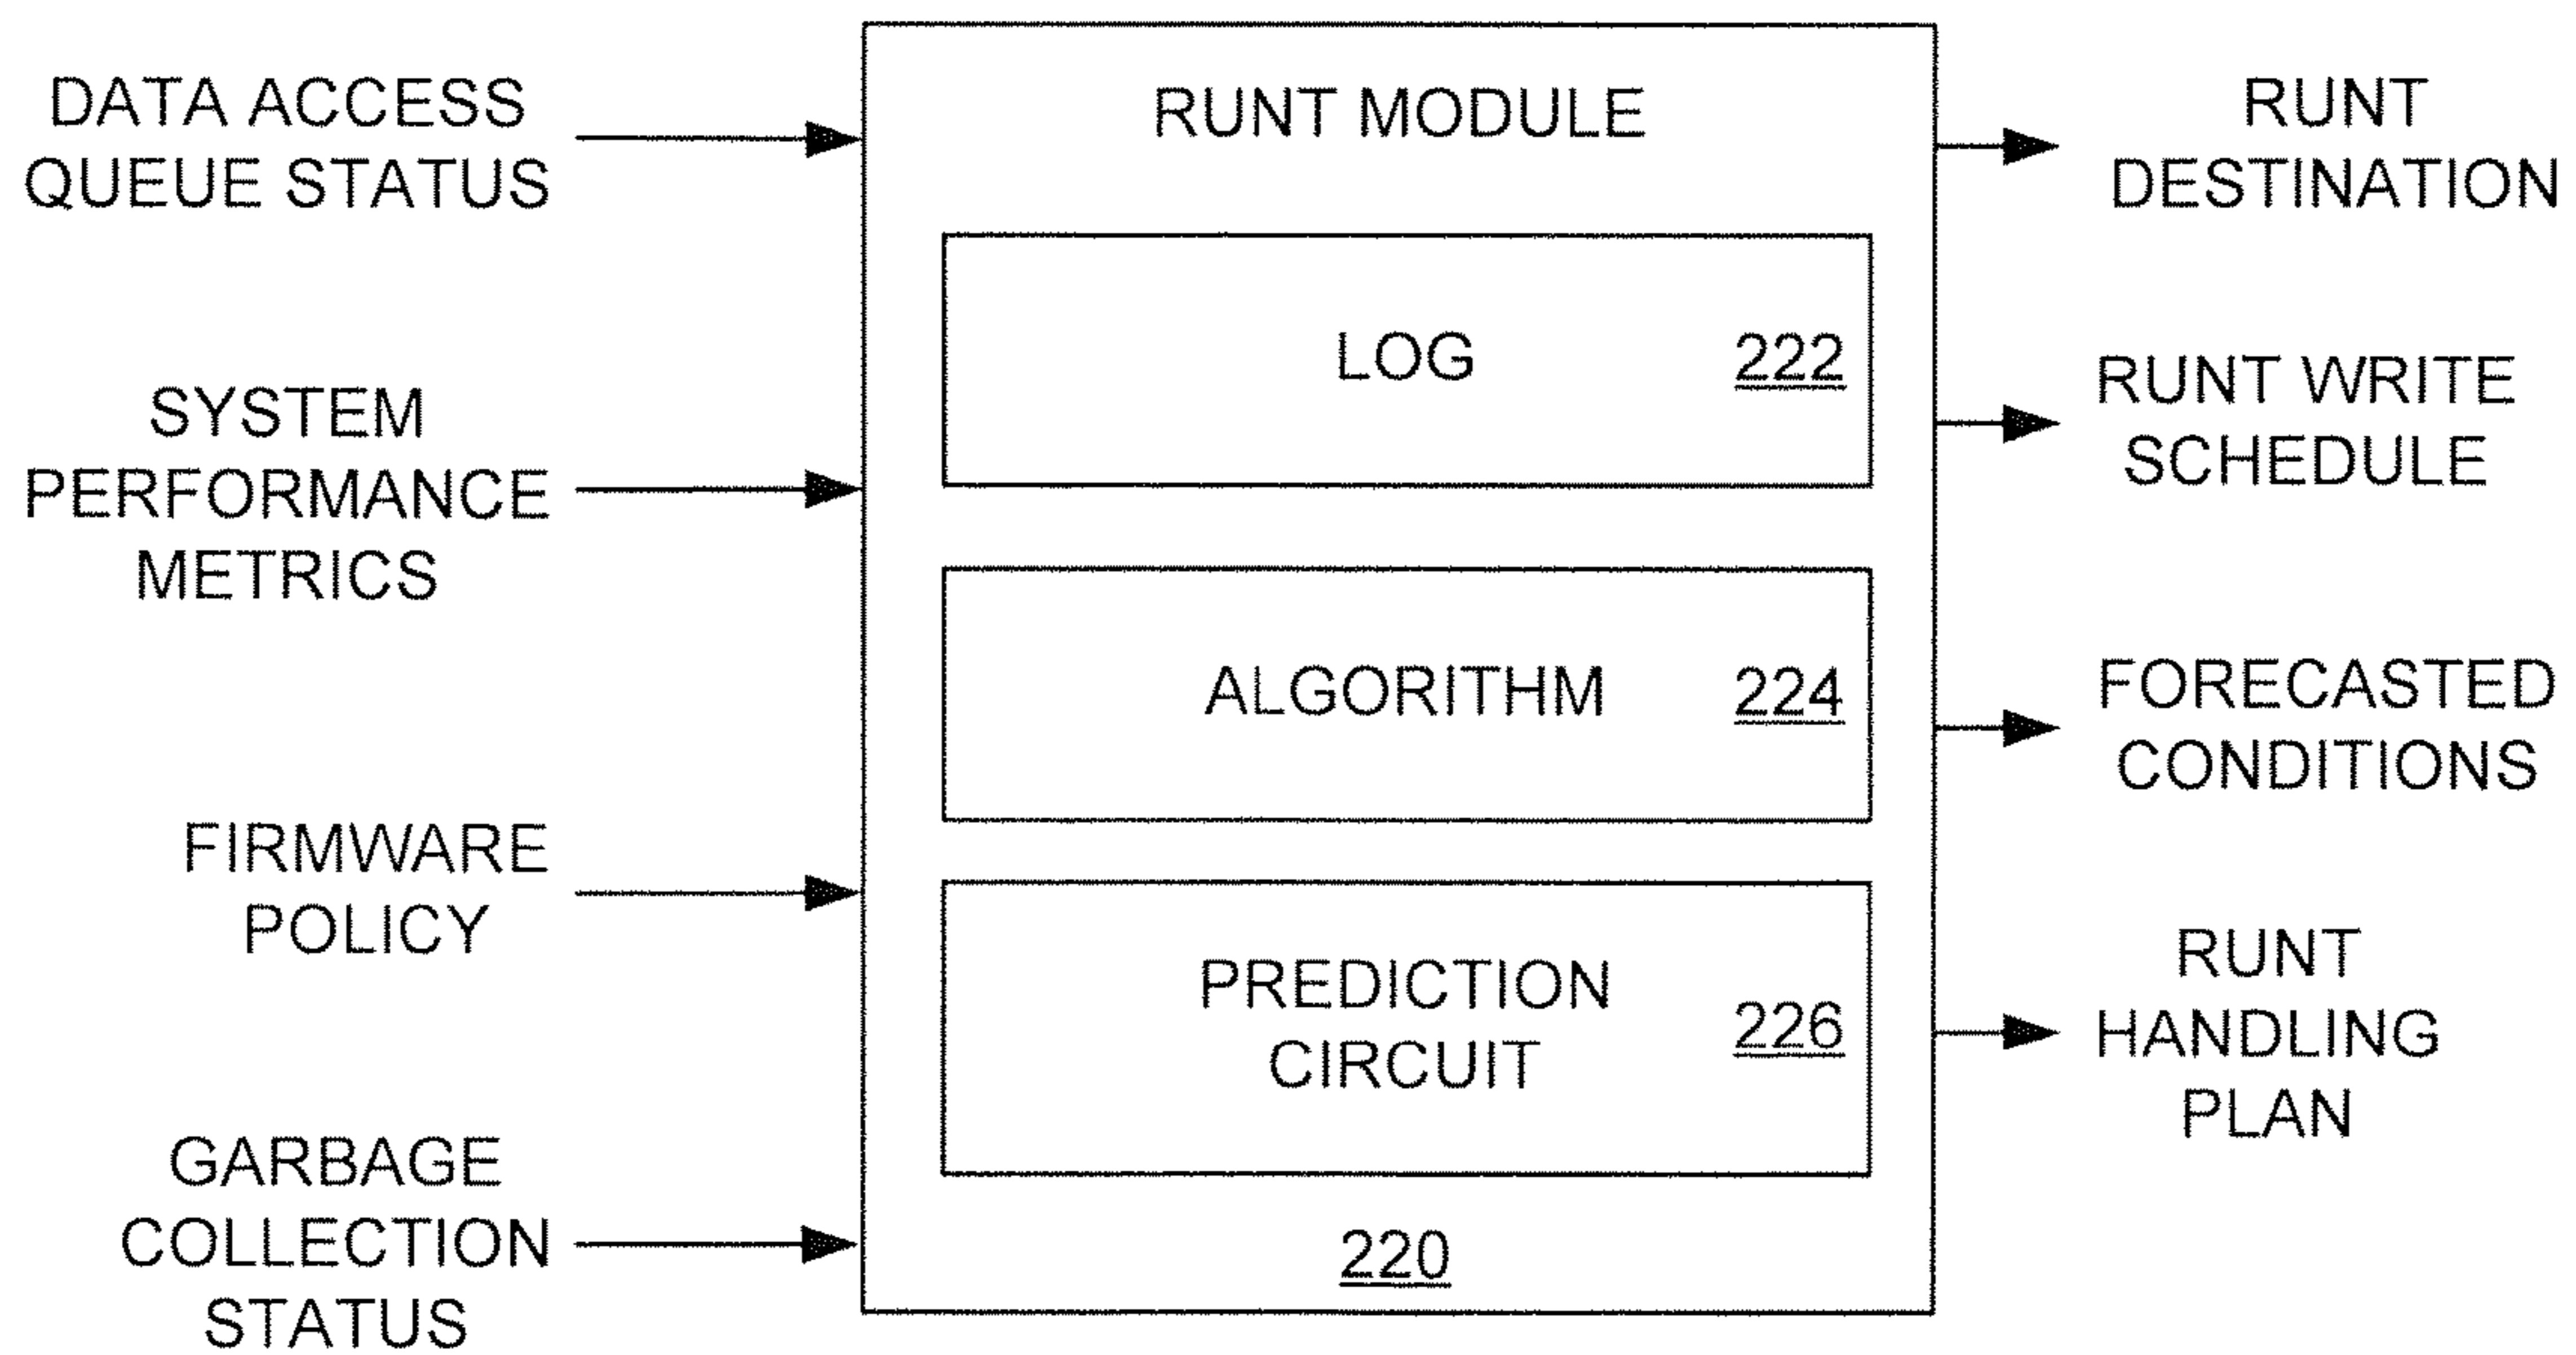 DATA ACCESS
QUEUE STATUS
SYSTEM
PERFORMANCE
METRICS
FIRMWARE
POLICY
GARBAGE
COLLECTION
STATUS
RUNT MODULE
LOG 222
ALGORITHM 224
PREDICTION
CIRCUIT
226
220
RUNT
DESTINATION
RUNT WRITE
SCHEDULE
FORECASTED
CONDITIONS
RUNT
HANDLING
PLAN